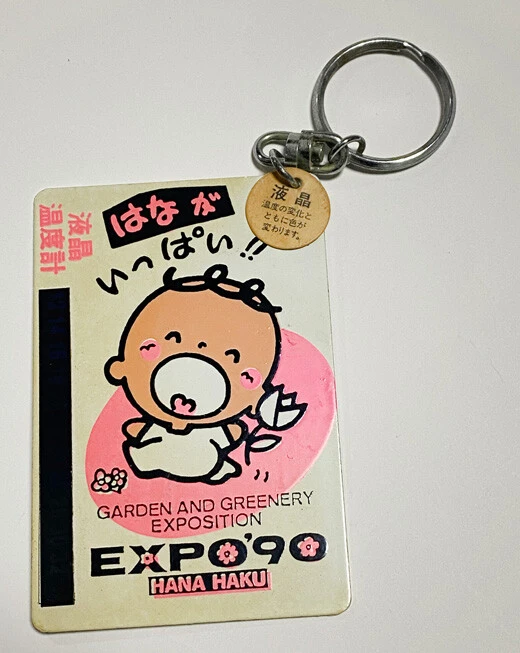 液晶
温度の変化と
ともに色が
変わります。
液晶
温度計
はなが
いっぱい!!
GARDEN AND GREENERY
EXPOSITION
EXPO'90
HANA HAKU